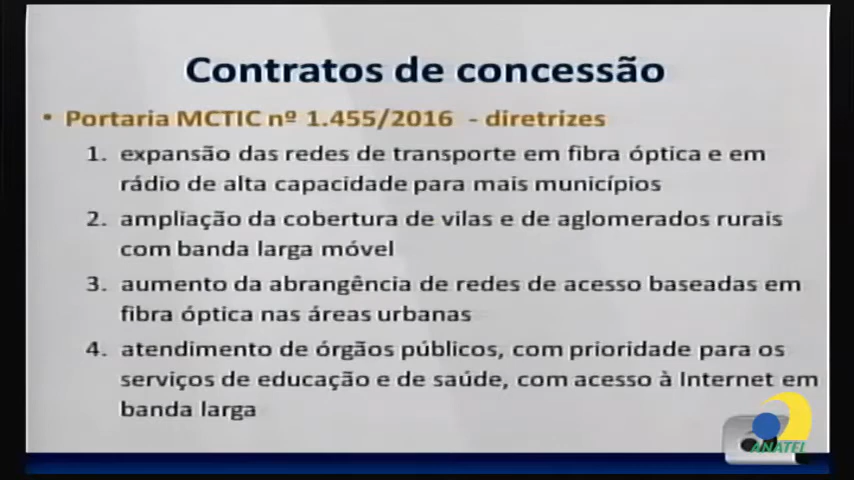 Contratos de concessão
• Portaria MCTIC nº 1.455/2016 - diretrizes
1. expansão das redes de transporte em fibra óptica e em
rádio de alta capacidade para mais municípios
2. ampliação da cobertura de vilas e de aglomerados rurais
com banda larga móvel
3. aumento da abrangência de redes de acesso baseadas em
fibra óptica nas áreas urbanas
4. atendimento de órgãos públicos, com prioridade para os
serviços de educação e de saúde, com acesso à Internet em
banda larga
ANATEL